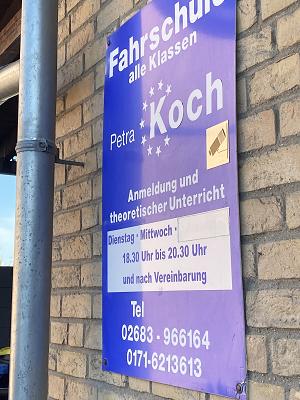 Fahrschule
alle Klassen
Petra Koch
Anmeldung und
theoretischer Unterricht
Dienstag - Mittwoch -
18.30 Uhr bis 20.30 Uhr
und nach Vereinbarung
Tel
02683 - 966164
0171-6213613